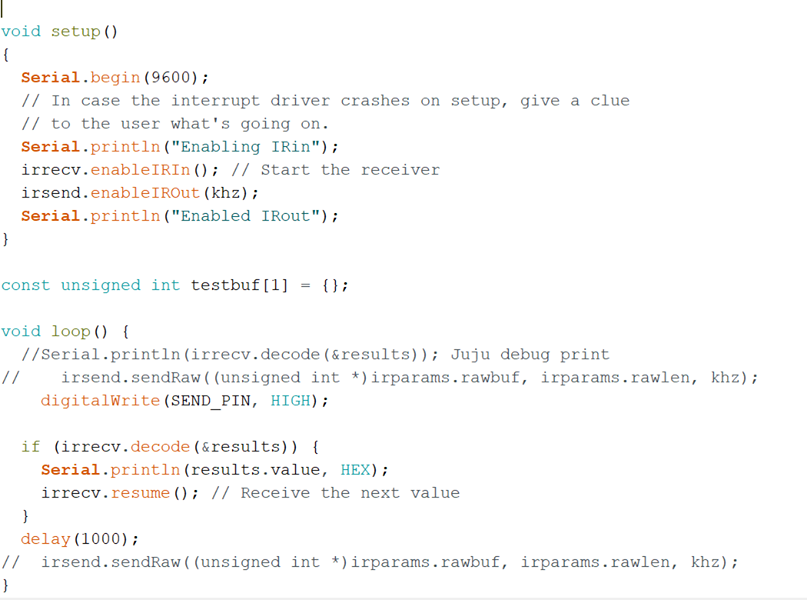 void setup()
{
  Serial.begin(9600);
  // In case the interrupt driver crashes on setup, give a clue
  // to the user what's going on.
  Serial.println("Enabling IRin");
  irrecv.enableIRIn(); // Start the receiver
  irsend.enableIROut(khz);
  Serial.println("Enabled IRout");
}

const unsigned int testbuf[1] = {};

void loop() {
  //Serial.println(irrecv.decode(&results)); Juju debug print
//    irsend.sendRaw((unsigned int *)irparams.rawbuf, irparams.rawlen, khz);
    digitalWrite(SEND_PIN, HIGH);

  if (irrecv.decode(&results)) {
    Serial.println(results.value, HEX);
    irrecv.resume(); // Receive the next value
  }
  delay(1000);
//  irsend.sendRaw((unsigned int *)irparams.rawbuf, irparams.rawlen, khz);
}